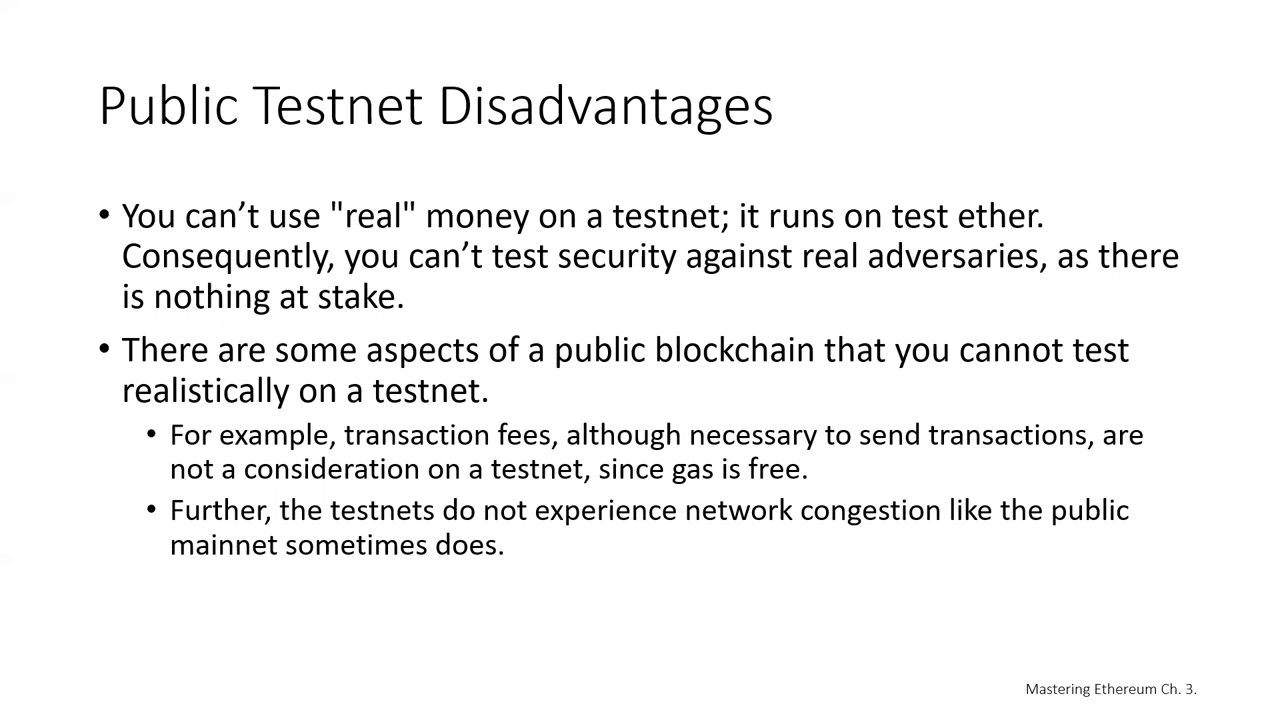 Public Testnet Disadvantages
• You can’t use "real" money on a testnet; it runs on test ether.
Consequently, you can’t test security against real adversaries, as there
is nothing at stake.
• There are some aspects of a public blockchain that you cannot test
realistically on a testnet.
• For example, transaction fees, although necessary to send transactions, are
not a consideration on a testnet, since gas is free.
• Further, the testnets do not experience network congestion like the public
mainnet sometimes does.
Mastering Ethereum Ch. 3.